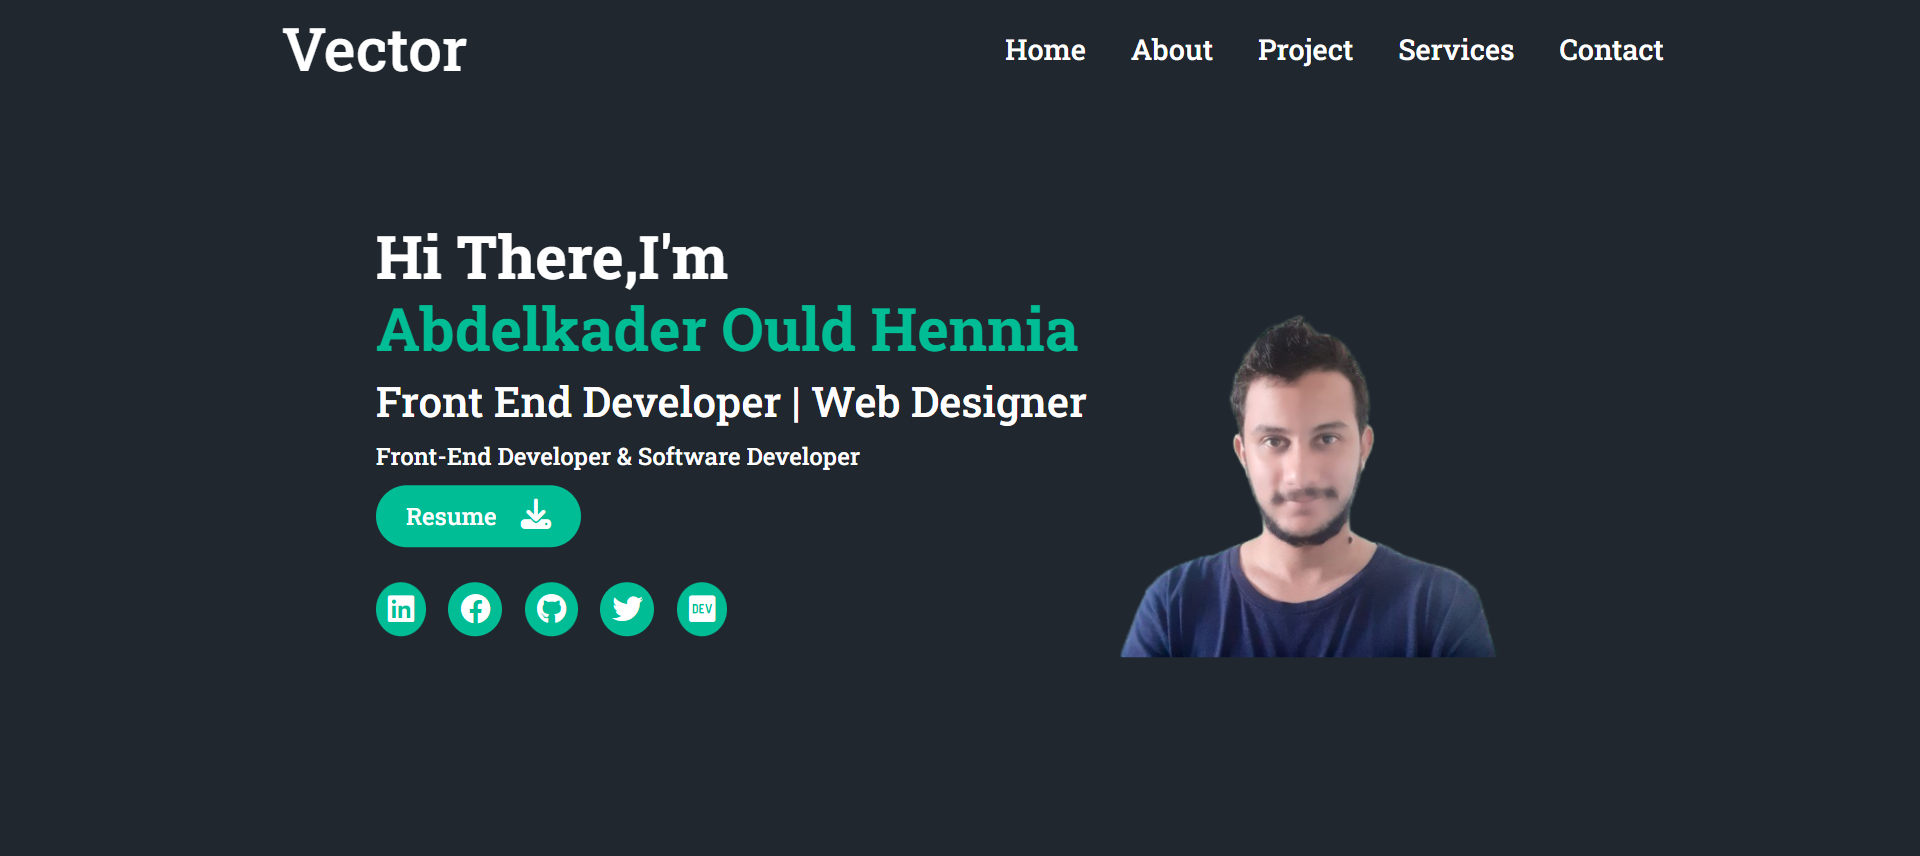 Vector
Home About Project Services Contact
Hi There,I'm
Abdelkader Ould Hennia
Front End Developer | Web Designer
Front-End Developer & Software Developer
Resume
in
DEV